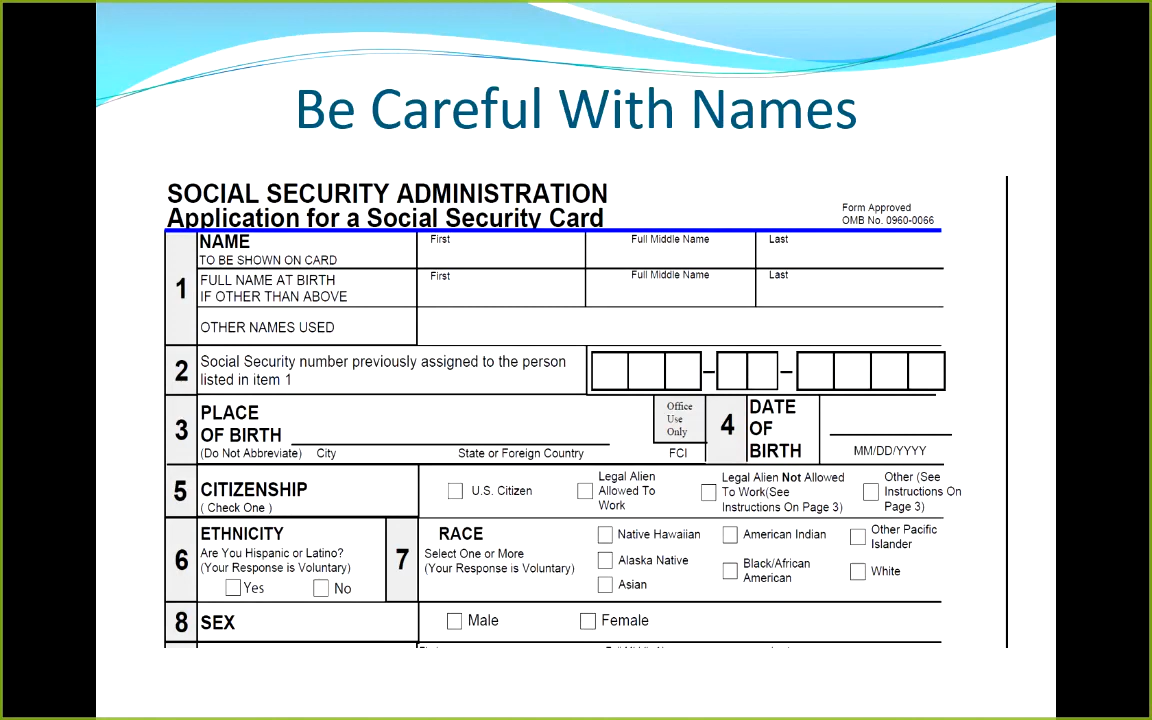 Be Careful With Names
SOCIAL SECURITY ADMINISTRATION
Application for a Social Security Card
Form Approved
OMB No. 0960-0066
1
NAME
TO BE SHOWN ON CARD
First
Full Middle Name
Last
FULL NAME AT BIRTH
IF OTHER THAN ABOVE
First
Full Middle Name
Last
OTHER NAMES USED
2
Social Security number previously assigned to the person
listed in item 1
3
PLACE
OF BIRTH
(Do Not Abbreviate) City
State or Foreign Country
Office
Use
Only
FCI
4
DATE
OF
BIRTH
MM/DD/YYYY
5
CITIZENSHIP
( Check One )
U.S. Citizen
Legal Alien
Allowed To
Work
Legal Alien Not Allowed
To Work(See
Instructions On Page 3)
Other (See
Instructions On
Page 3)
6
ETHNICITY
Are You Hispanic or Latino?
(Your Response is Voluntary)
Yes
No
7
RACE
Select One or More
(Your Response is Voluntary)
Native Hawaiian
Alaska Native
Asian
American Indian
Black/African
American
Other Pacific
Islander
White
8
SEX
Male
Female